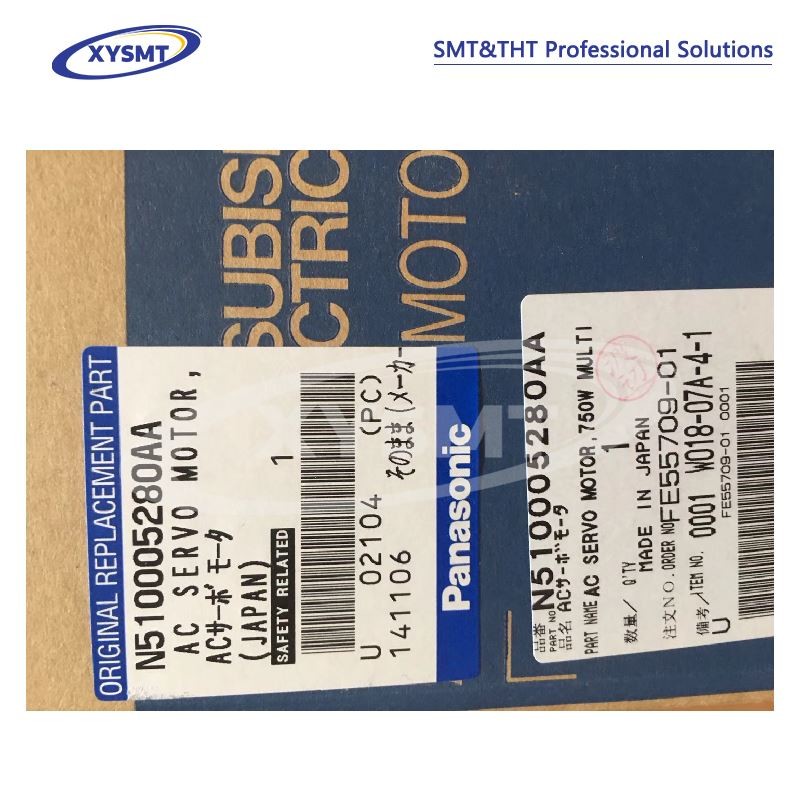 XYSMT
SMT&THT Professional Solutions
SUBIS
CTRIC
MOTO
ORIGINAL REPLACEMENT PART
N510005280AA
AC SERVO MOTOR,
ACサーボ モータ
(JAPAN)
SAFETY RELATED
1
(PC)
U 02104
141106 そのまま(メーカー
Panasonic
品番 PART NO. N510005280AA
品名 ACサーボモータ
PART NAME AC SERVO MOTOR, 750W MULTI
数量/ Q'TY 1
MADE IN JAPAN
注文NO. ORDER NO. FE55709-01
備考/ITEM NO. 0001 W018-07A-4-1
U
FE55709-01 0001
XYSMT